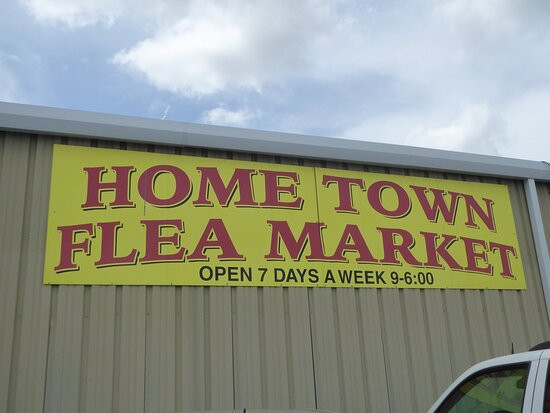 HOME TOWN
FLEA MARKET
OPEN 7 DAYS A WEEK 9-6:00